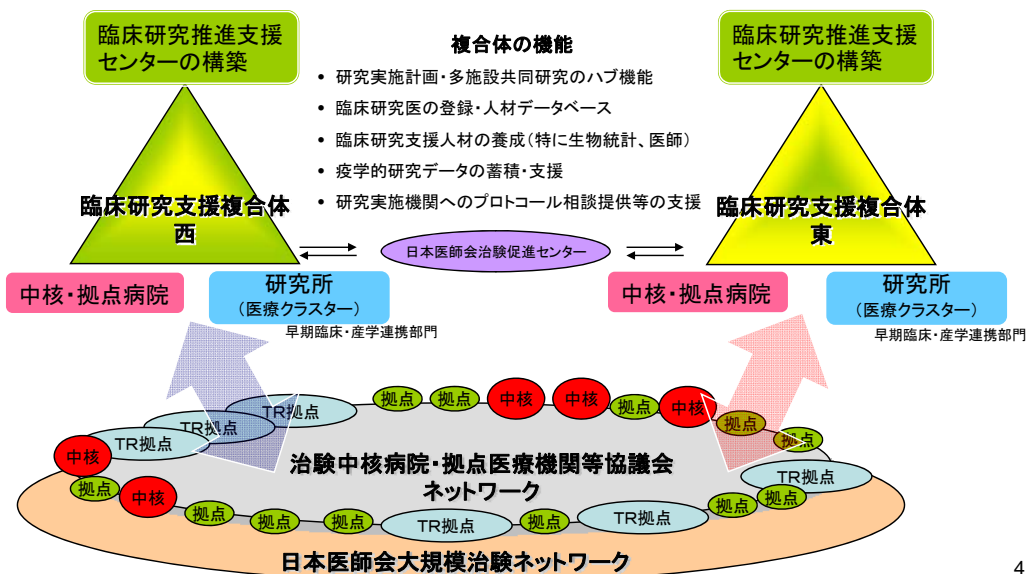 臨床研究推進支援
センターの構築
複合体の機能
• 研究実施計画・多施設共同研究のハブ機能
• 臨床研究医の登録・人材データベース
• 臨床研究支援人材の養成(特に生物統計、医師)
• 疫学的研究データの蓄積・支援
• 研究実施機関へのプロトコール相談提供等の支援
臨床研究推進支援
センターの構築
臨床研究支援複合体
西
日本医師会治験促進センター
臨床研究支援複合体
東
中核・拠点病院
研究所
(医療クラスター)
早期臨床・産学連携部門
中核・拠点病院
研究所
(医療クラスター)
早期臨床・産学連携部門
TR拠点
TR拠点
TR拠点
拠点
拠点
中核
中核
拠点
中核
拠点
拠点
TR拠点
中核
拠点
中核
拠点
拠点
拠点
TR拠点
拠点
TR拠点
拠点
拠点
治験中核病院・拠点医療機関等協議会
ネットワーク
日本医師会大規模治験ネットワーク
4